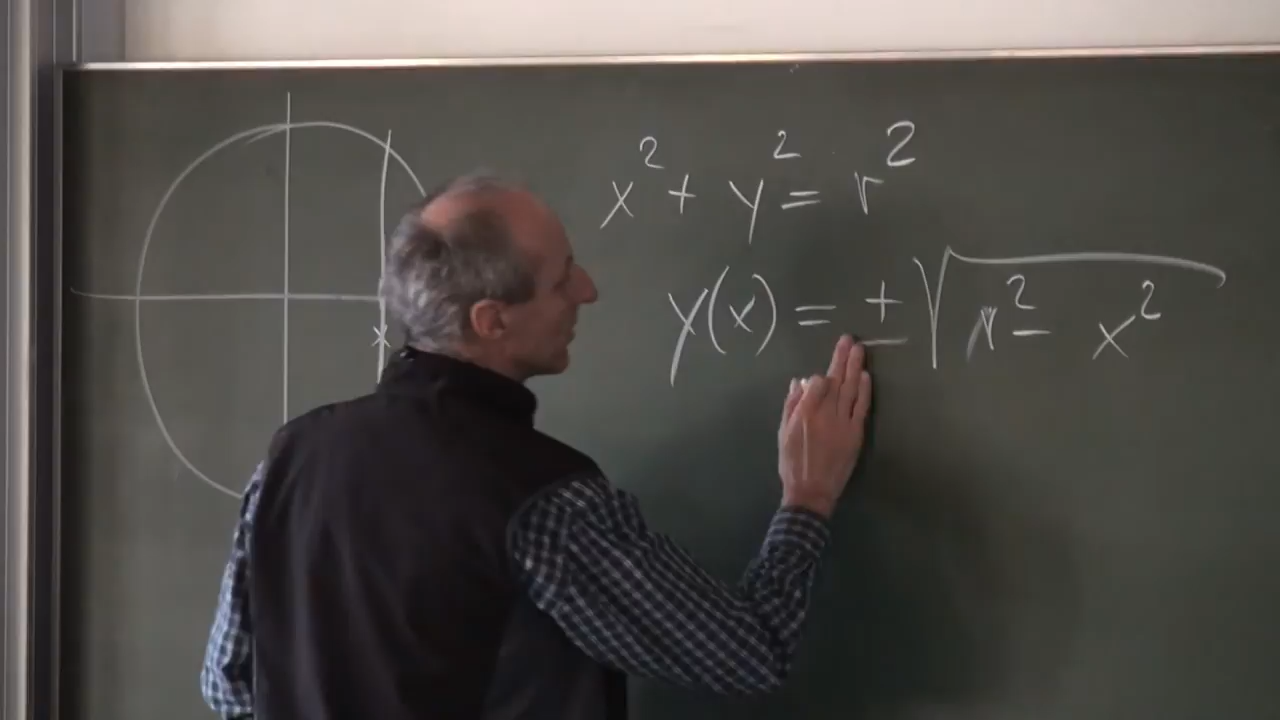 x
x² + y² = r²
y(x) = ± √(r² - x²)